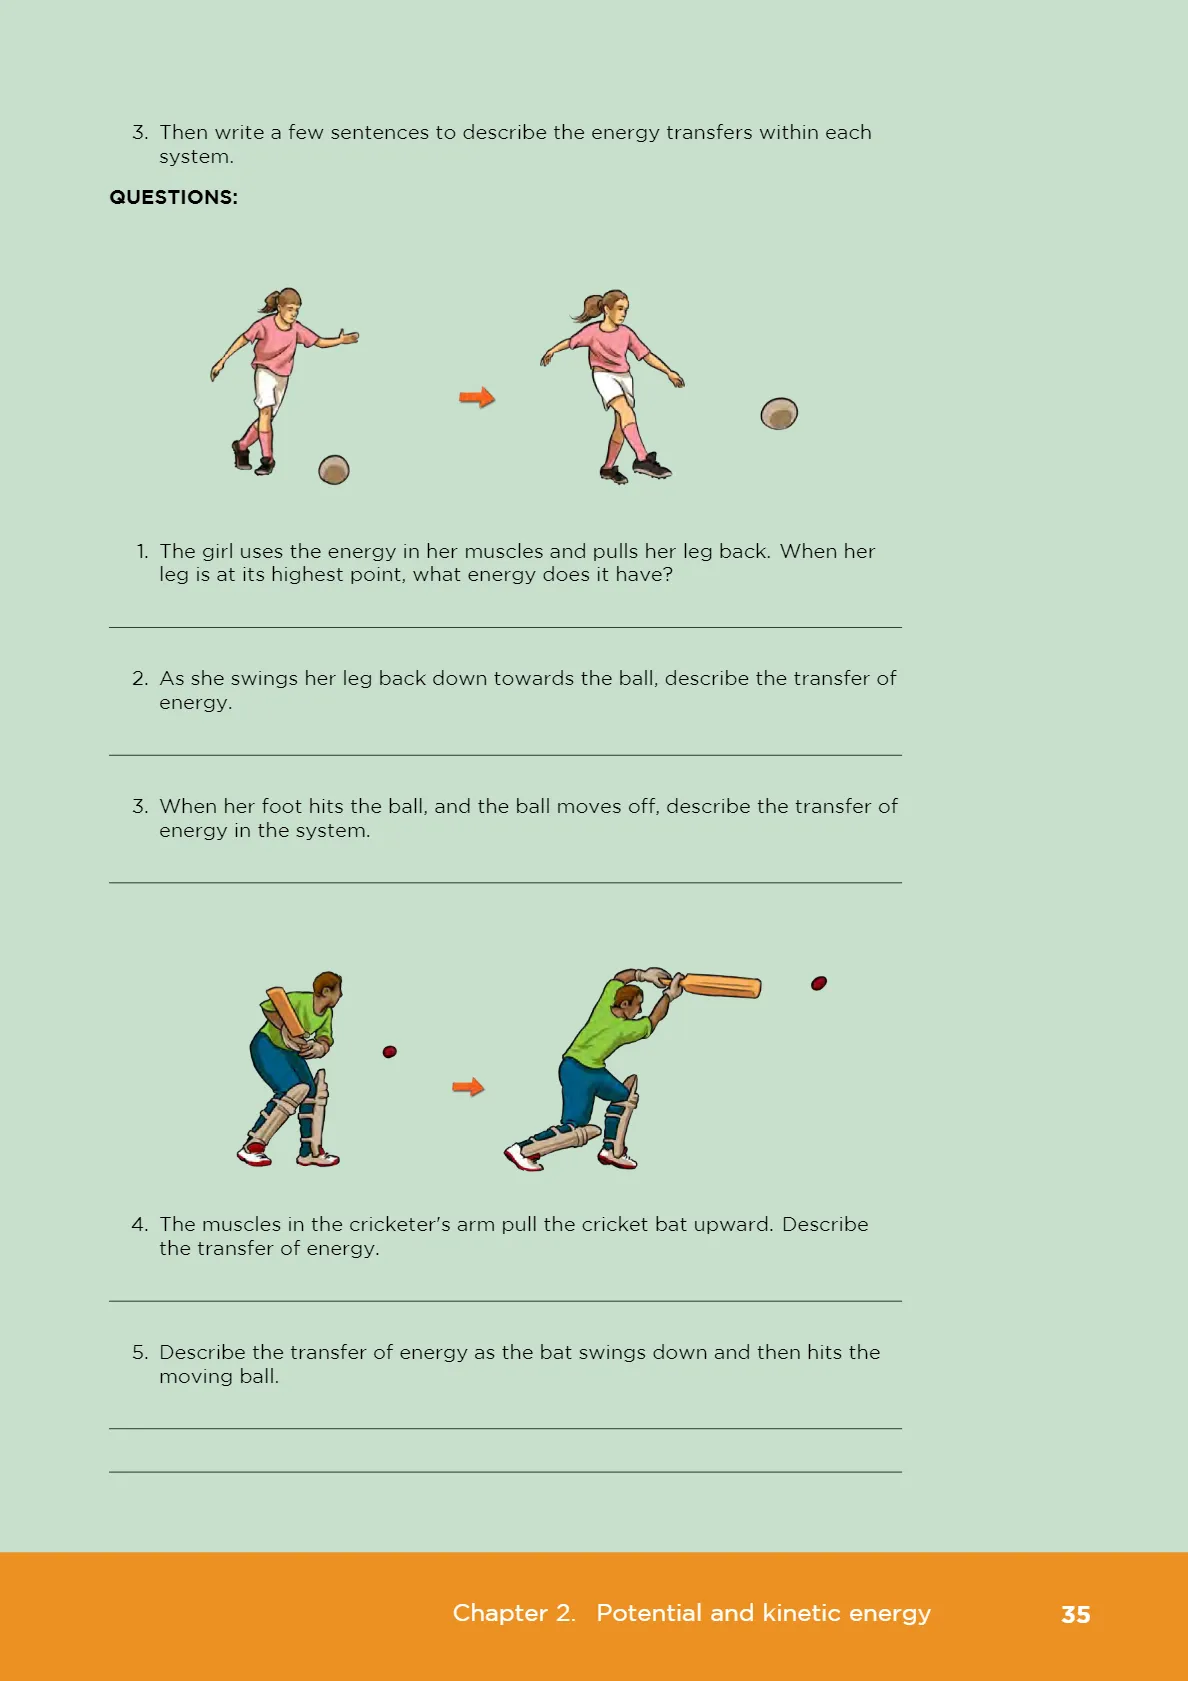 3. Then write a few sentences to describe the energy transfers within each
system.
QUESTIONS:
1. The girl uses the energy in her muscles and pulls her leg back. When her
leg is at its highest point, what energy does it have?
2. As she swings her leg back down towards the ball, describe the transfer of
energy.
3. When her foot hits the ball, and the ball moves off, describe the transfer of
energy in the system.
4. The muscles in the cricketer's arm pull the cricket bat upward. Describe
the transfer of energy.
5. Describe the transfer of energy as the bat swings down and then hits the
moving ball.
Chapter 2. Potential and kinetic energy 35